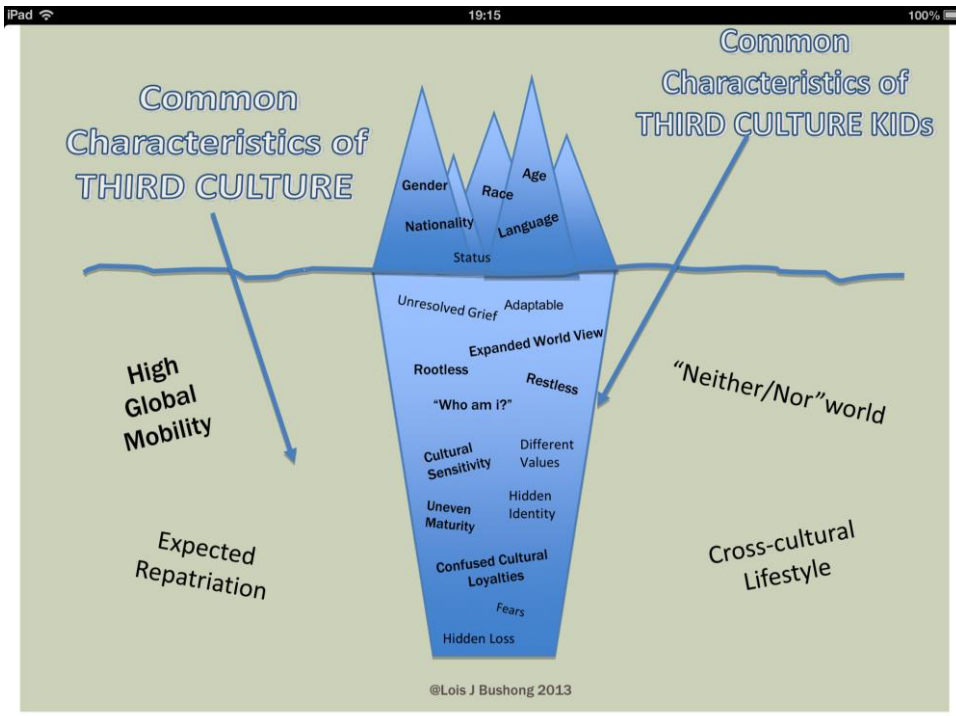 iPad
19:15
100%
Common
Characteristics of
THIRD CULTURE
Common
Characteristics of
THIRD CULTURE KIDs
Gender
Race
Age
Nationality
Language
Status
Unresolved Grief
Adaptable
Expanded World View
Rootless
Restless
"Who am i?"
Cultural
Sensitivity
Different
Values
Uneven
Maturity
Hidden
Identity
Confused Cultural
Loyalties
Fears
Hidden Loss
High
Global
Mobility
Expected
Repatriation
“Neither/Nor”world
Cross-cultural
Lifestyle
@Lois J Bushong 2013